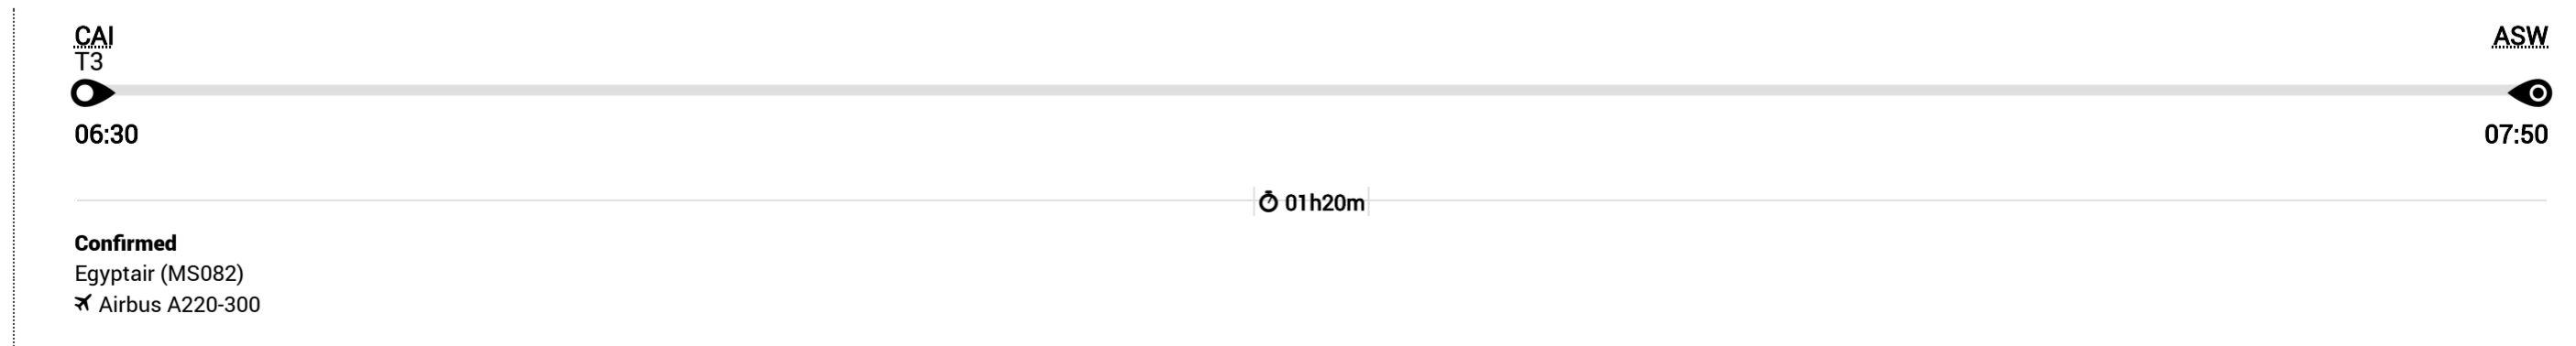 CAI
ASW
T3
06:30
07:50
01h20m
Confirmed
Egyptair (MS082)
Airbus A220-300